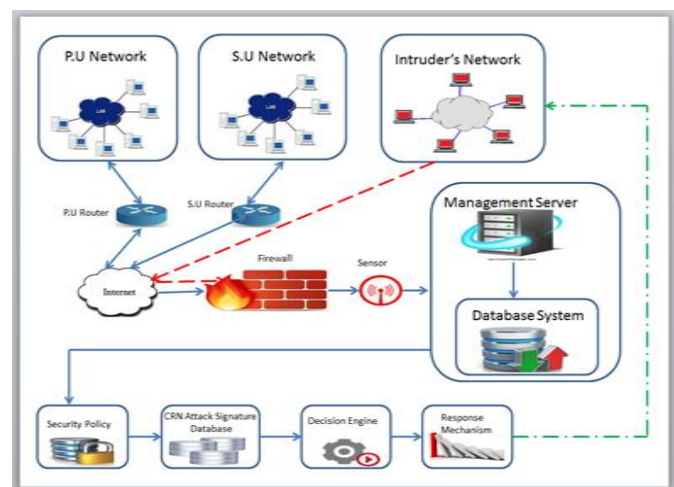 P.U Network
S.U Network
Intruder's Network
P.U Router
S.U Router
Internet
Firewall
Sensor
Management Server
Database System
Security Policy
CRN Attack Signature
Database
Decision Engine
Response
Mechanism